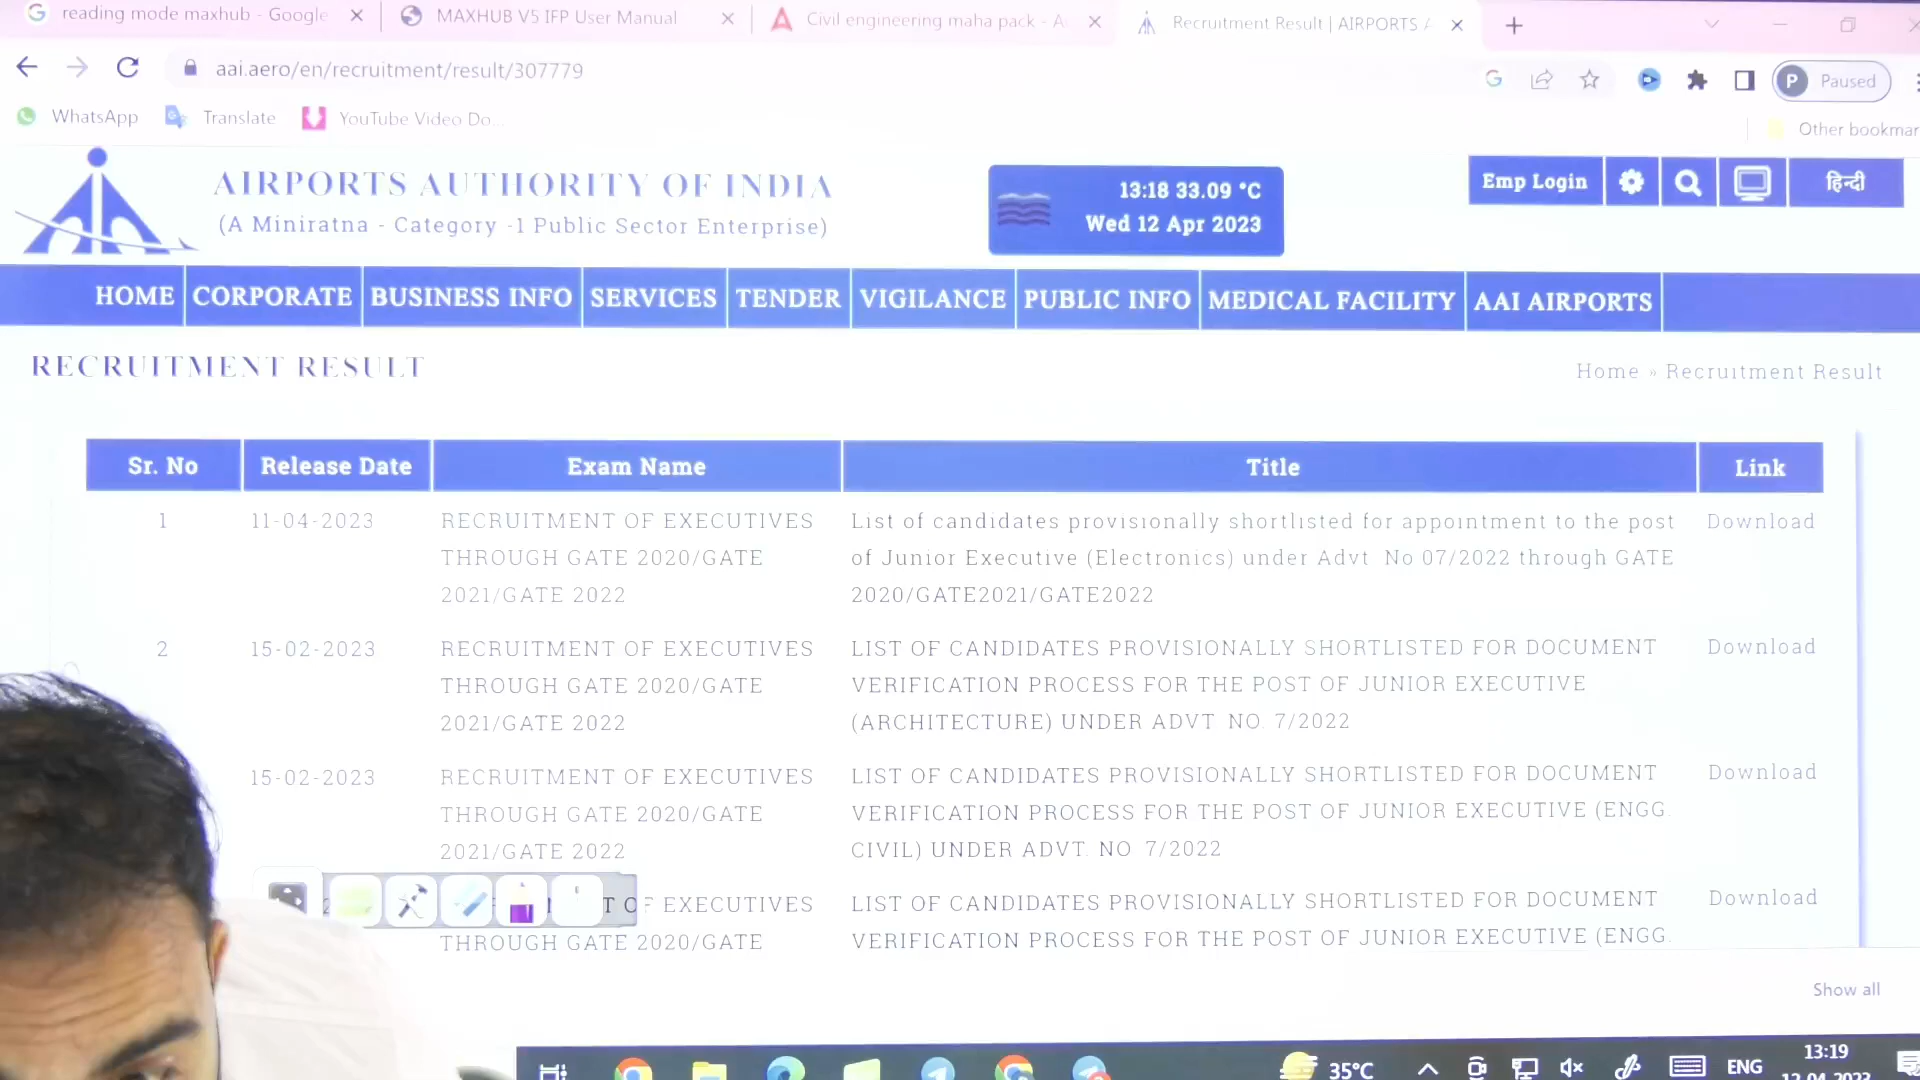 reading mode maxhub - Google
MAXHUB V5 IFP User Manual
Civil engineering maha pack - A
Recruitment Result | AIRPORTS A
aai.aero/en/recruitment/result/307779
P Paused
WhatsApp
Translate
YouTube Video Do...
Other bookmar
AIRPORTS AUTHORITY OF INDIA
(A Miniratna - Category -1 Public Sector Enterprise)
13:18 33.09 °C
Wed 12 Apr 2023
Emp Login
हिन्दी
HOME CORPORATE BUSINESS INFO SERVICES TENDER VIGILANCE PUBLIC INFO MEDICAL FACILITY AAI AIRPORTS
RECRUITMENT RESULT
Home » Recruitment Result
Sr. No Release Date Exam Name Title Link
1 11-04-2023 RECRUITMENT OF EXECUTIVES List of candidates provisionally shortlisted for appointment to the post Download
THROUGH GATE 2020/GATE of Junior Executive (Electronics) under Advt No 07/2022 through GATE
2021/GATE 2022 2020/GATE2021/GATE2022
2 15-02-2023 RECRUITMENT OF EXECUTIVES LIST OF CANDIDATES PROVISIONALLY SHORTLISTED FOR DOCUMENT Download
THROUGH GATE 2020/GATE VERIFICATION PROCESS FOR THE POST OF JUNIOR EXECUTIVE
2021/GATE 2022 (ARCHITECTURE) UNDER ADVT NO. 7/2022
15-02-2023 RECRUITMENT OF EXECUTIVES LIST OF CANDIDATES PROVISIONALLY SHORTLISTED FOR DOCUMENT Download
THROUGH GATE 2020/GATE VERIFICATION PROCESS FOR THE POST OF JUNIOR EXECUTIVE (ENGG.
2021/GATE 2022 CIVIL) UNDER ADVT. NO 7/2022
T OF EXECUTIVES LIST OF CANDIDATES PROVISIONALLY SHORTLISTED FOR DOCUMENT Download
THROUGH GATE 2020/GATE VERIFICATION PROCESS FOR THE POST OF JUNIOR EXECUTIVE (ENGG.
Show all
35°C
ENG
13:19
12-04-2023